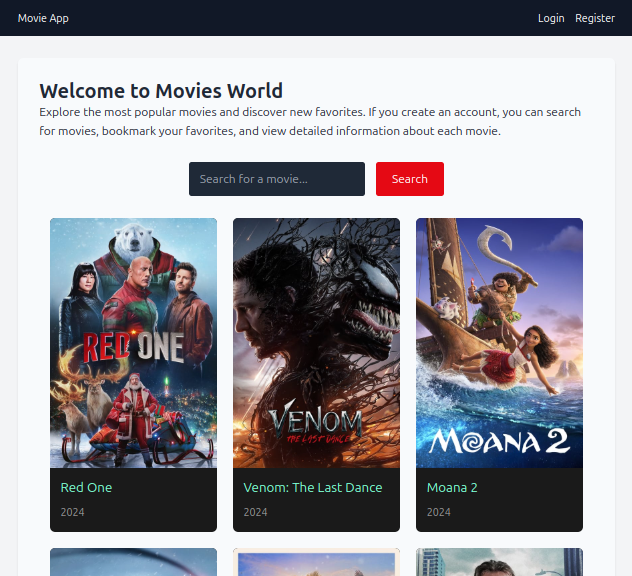 Movie App
Login Register
Welcome to Movies World
Explore the most popular movies and discover new favorites. If you create an account, you can search
for movies, bookmark your favorites, and view detailed information about each movie.
Search for a movie...
Search
RED ONE
VENOM
THE LAST DANCE
MOANA 2
Red One
Venom: The Last Dance
Moana 2
2024
2024
2024